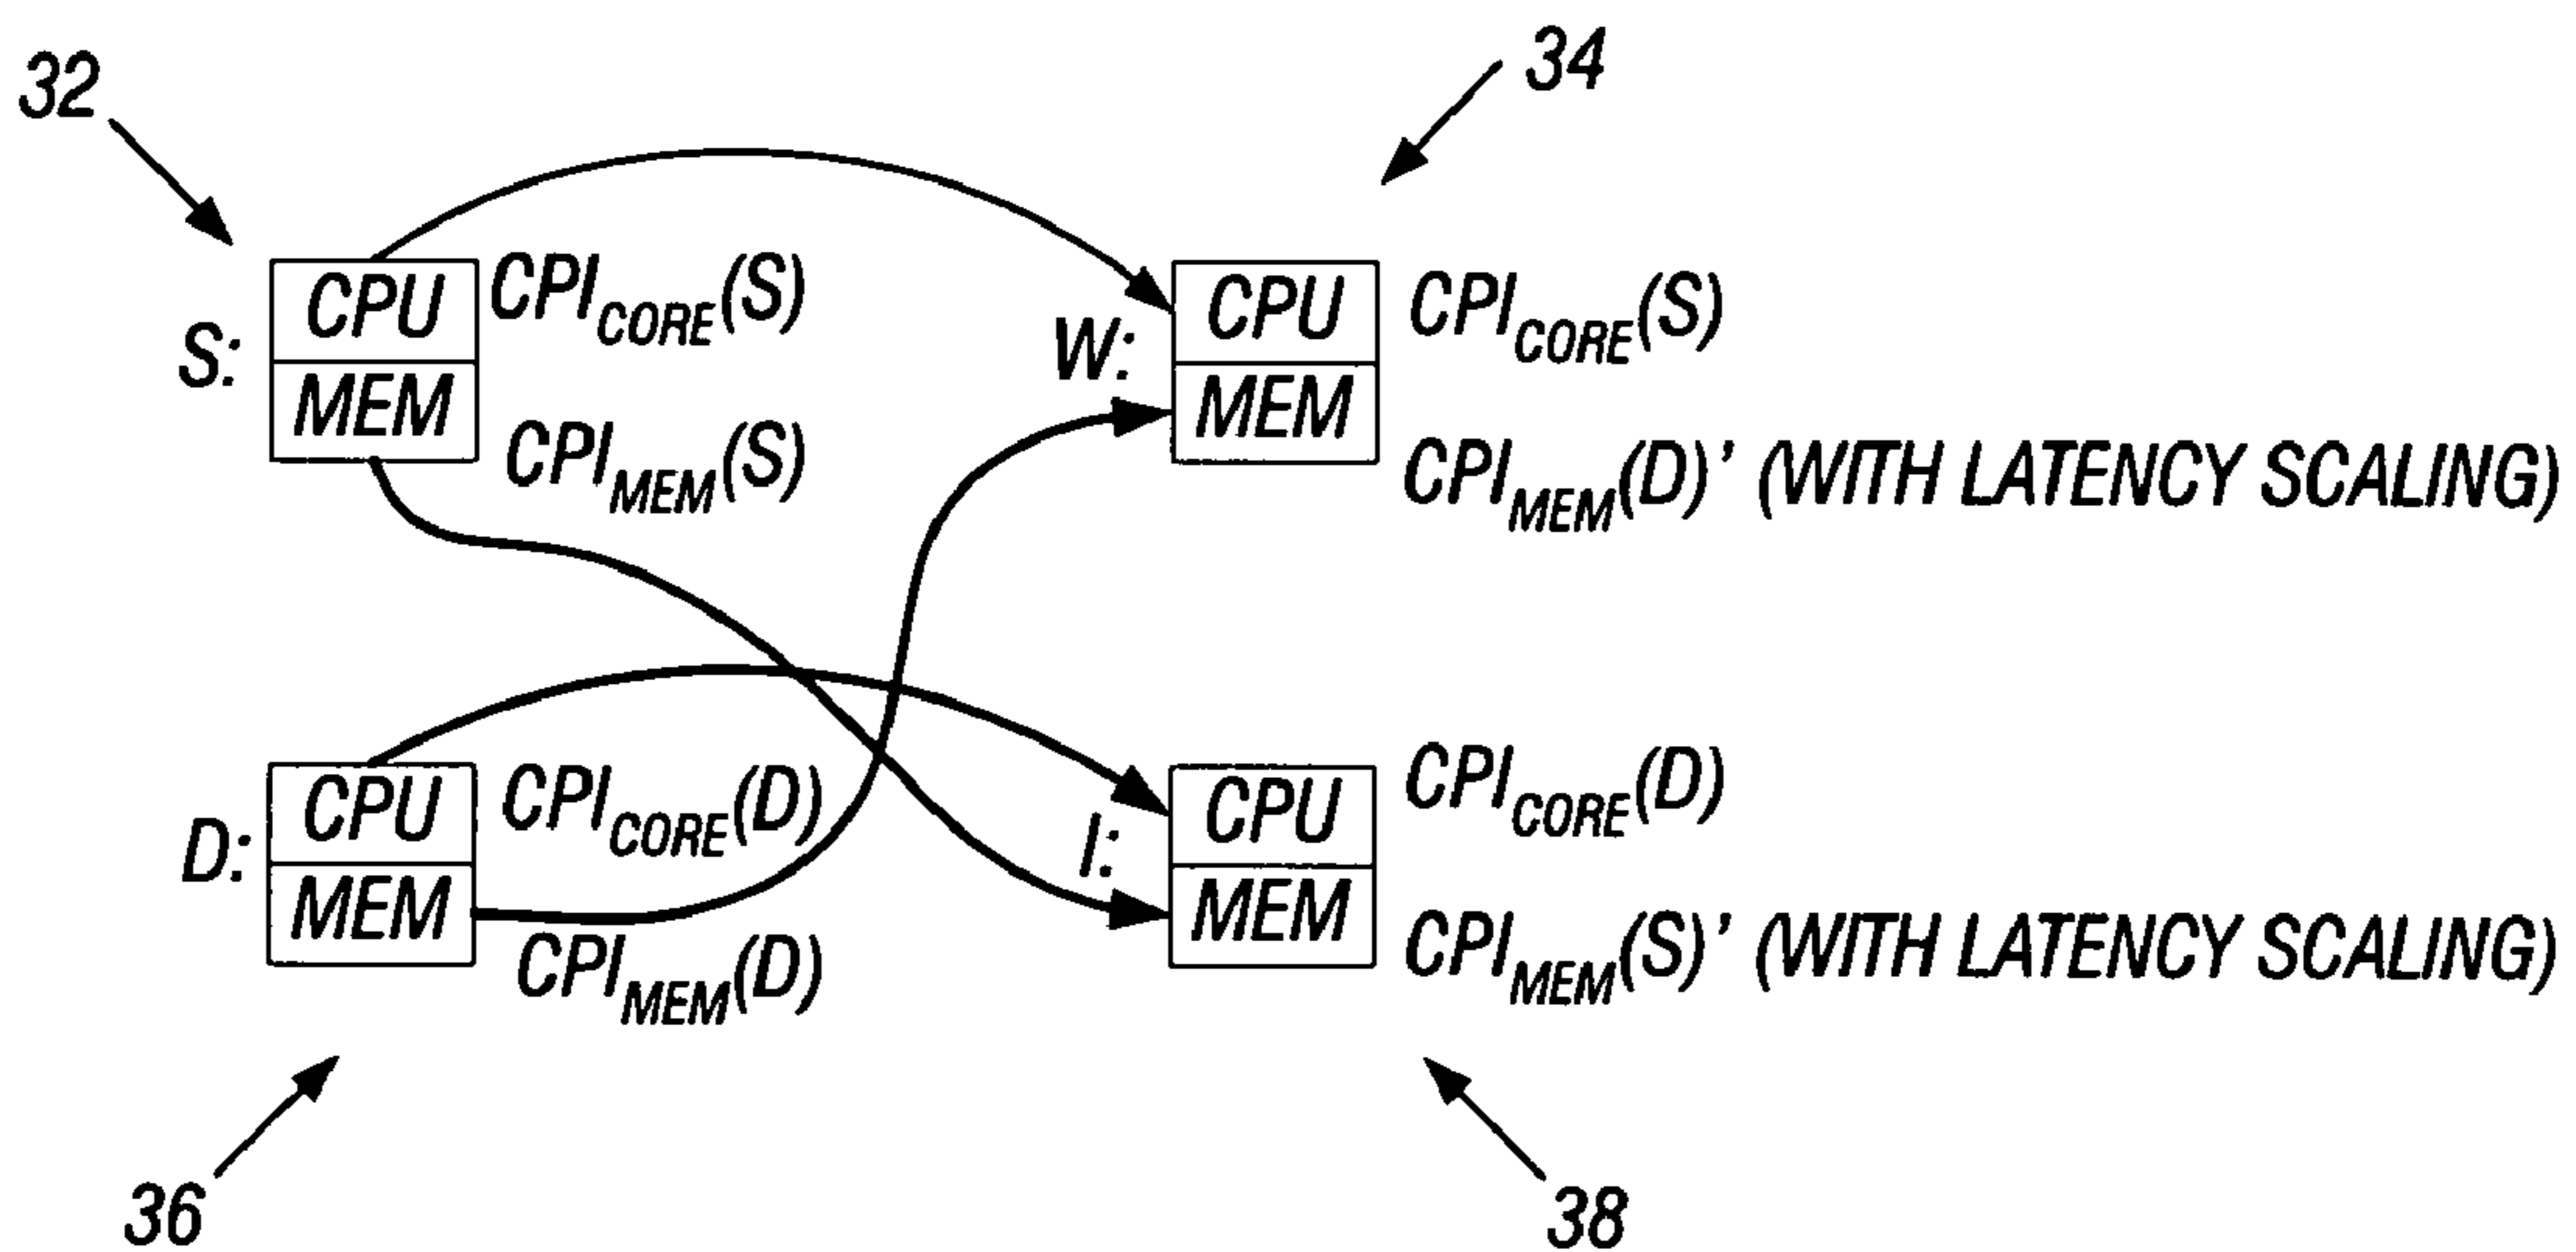 32
34
CPU CPI_CORE(S)
S:
MEM CPI_MEM(S)
CPU CPI_CORE(S)
W:
MEM CPI_MEM(D)' (WITH LATENCY SCALING)
CPU CPI_CORE(D)
D:
MEM CPI_MEM(D)
CPU CPI_CORE(D)
I:
MEM CPI_MEM(S)' (WITH LATENCY SCALING)
36
38